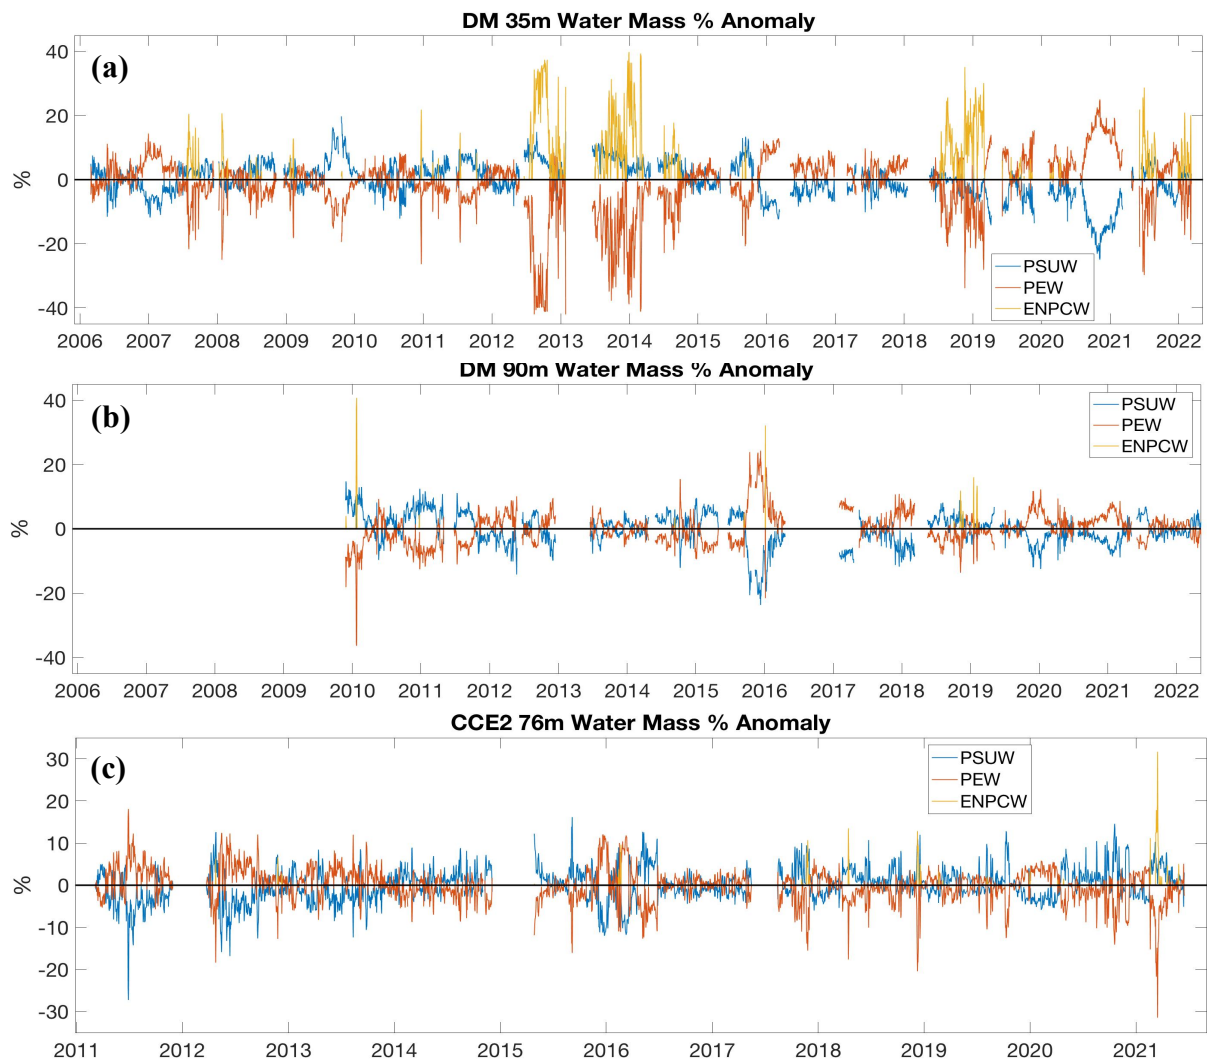 DM 35m Water Mass % Anomaly
(a)
40
20
0
-20
-40
%
PSUW
PEW
ENPCW
2006 2007 2008 2009 2010 2011 2012 2013 2014 2015 2016 2017 2018 2019 2020 2021 2022
DM 90m Water Mass % Anomaly
(b)
40
20
0
-20
-40
%
PSUW
PEW
ENPCW
2006 2007 2008 2009 2010 2011 2012 2013 2014 2015 2016 2017 2018 2019 2020 2021 2022
CCE2 76m Water Mass % Anomaly
(c)
30
20
10
0
-10
-20
-30
%
PSUW
PEW
ENPCW
2011 2012 2013 2014 2015 2016 2017 2018 2019 2020 2021